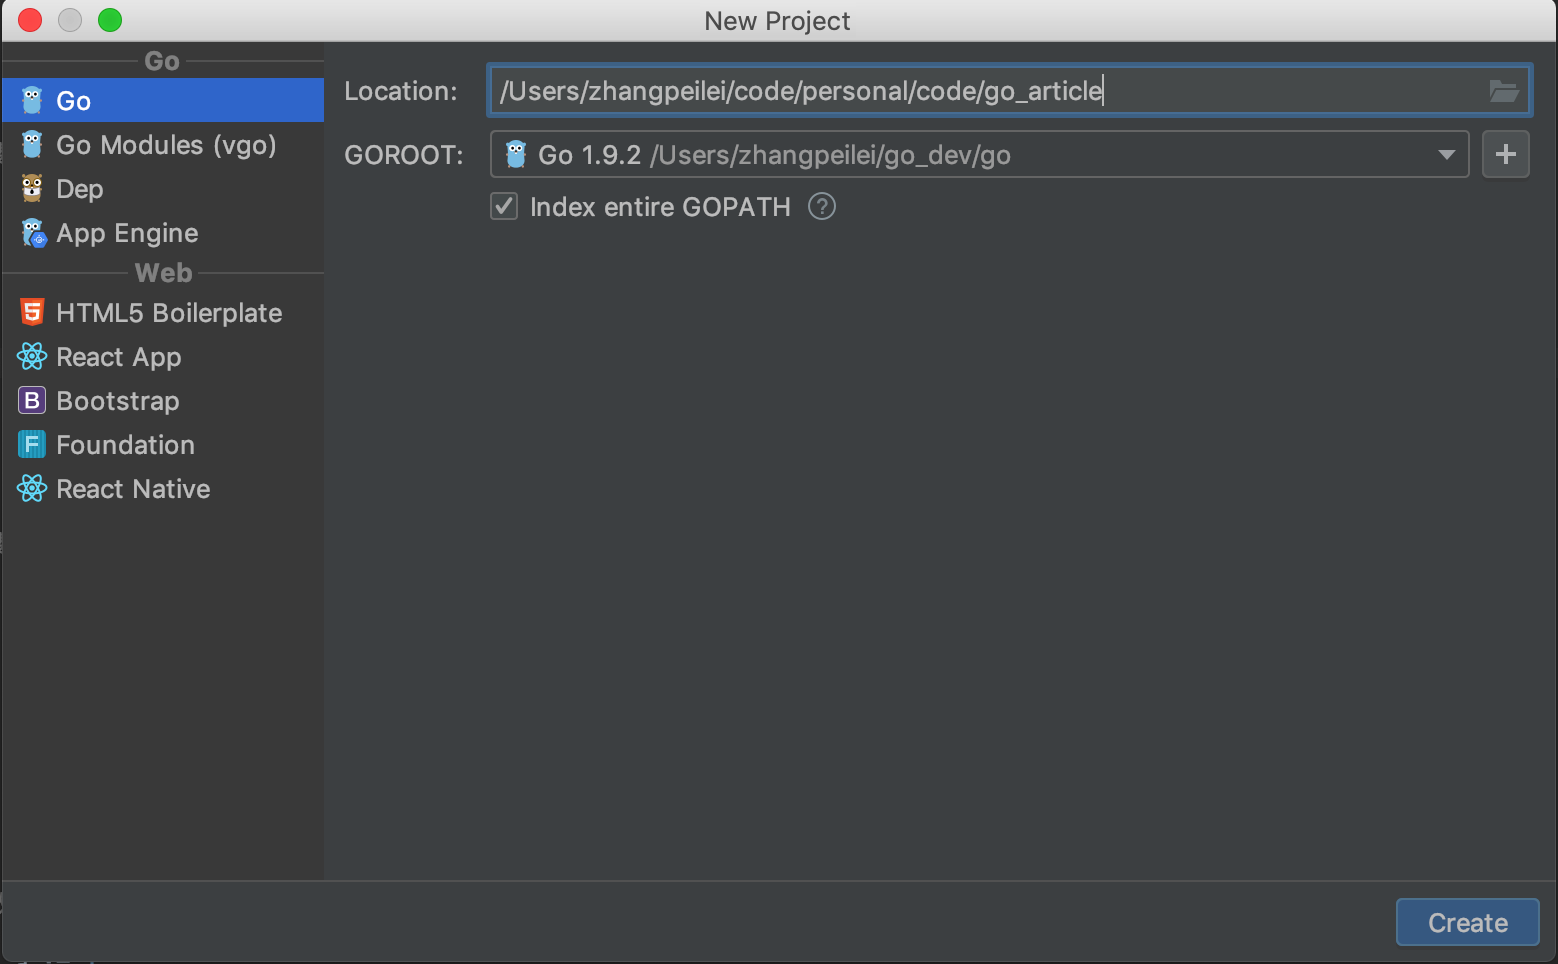 New Project
Go
Go
Go Modules (vgo)
Dep
App Engine
Web
HTML5 Boilerplate
React App
B Bootstrap
F Foundation
React Native
Location: /Users/zhangpeilei/code/personal/code/go_article
GOROOT: Go 1.9.2 /Users/zhangpeilei/go_dev/go
Index entire GOPATH ?
Create